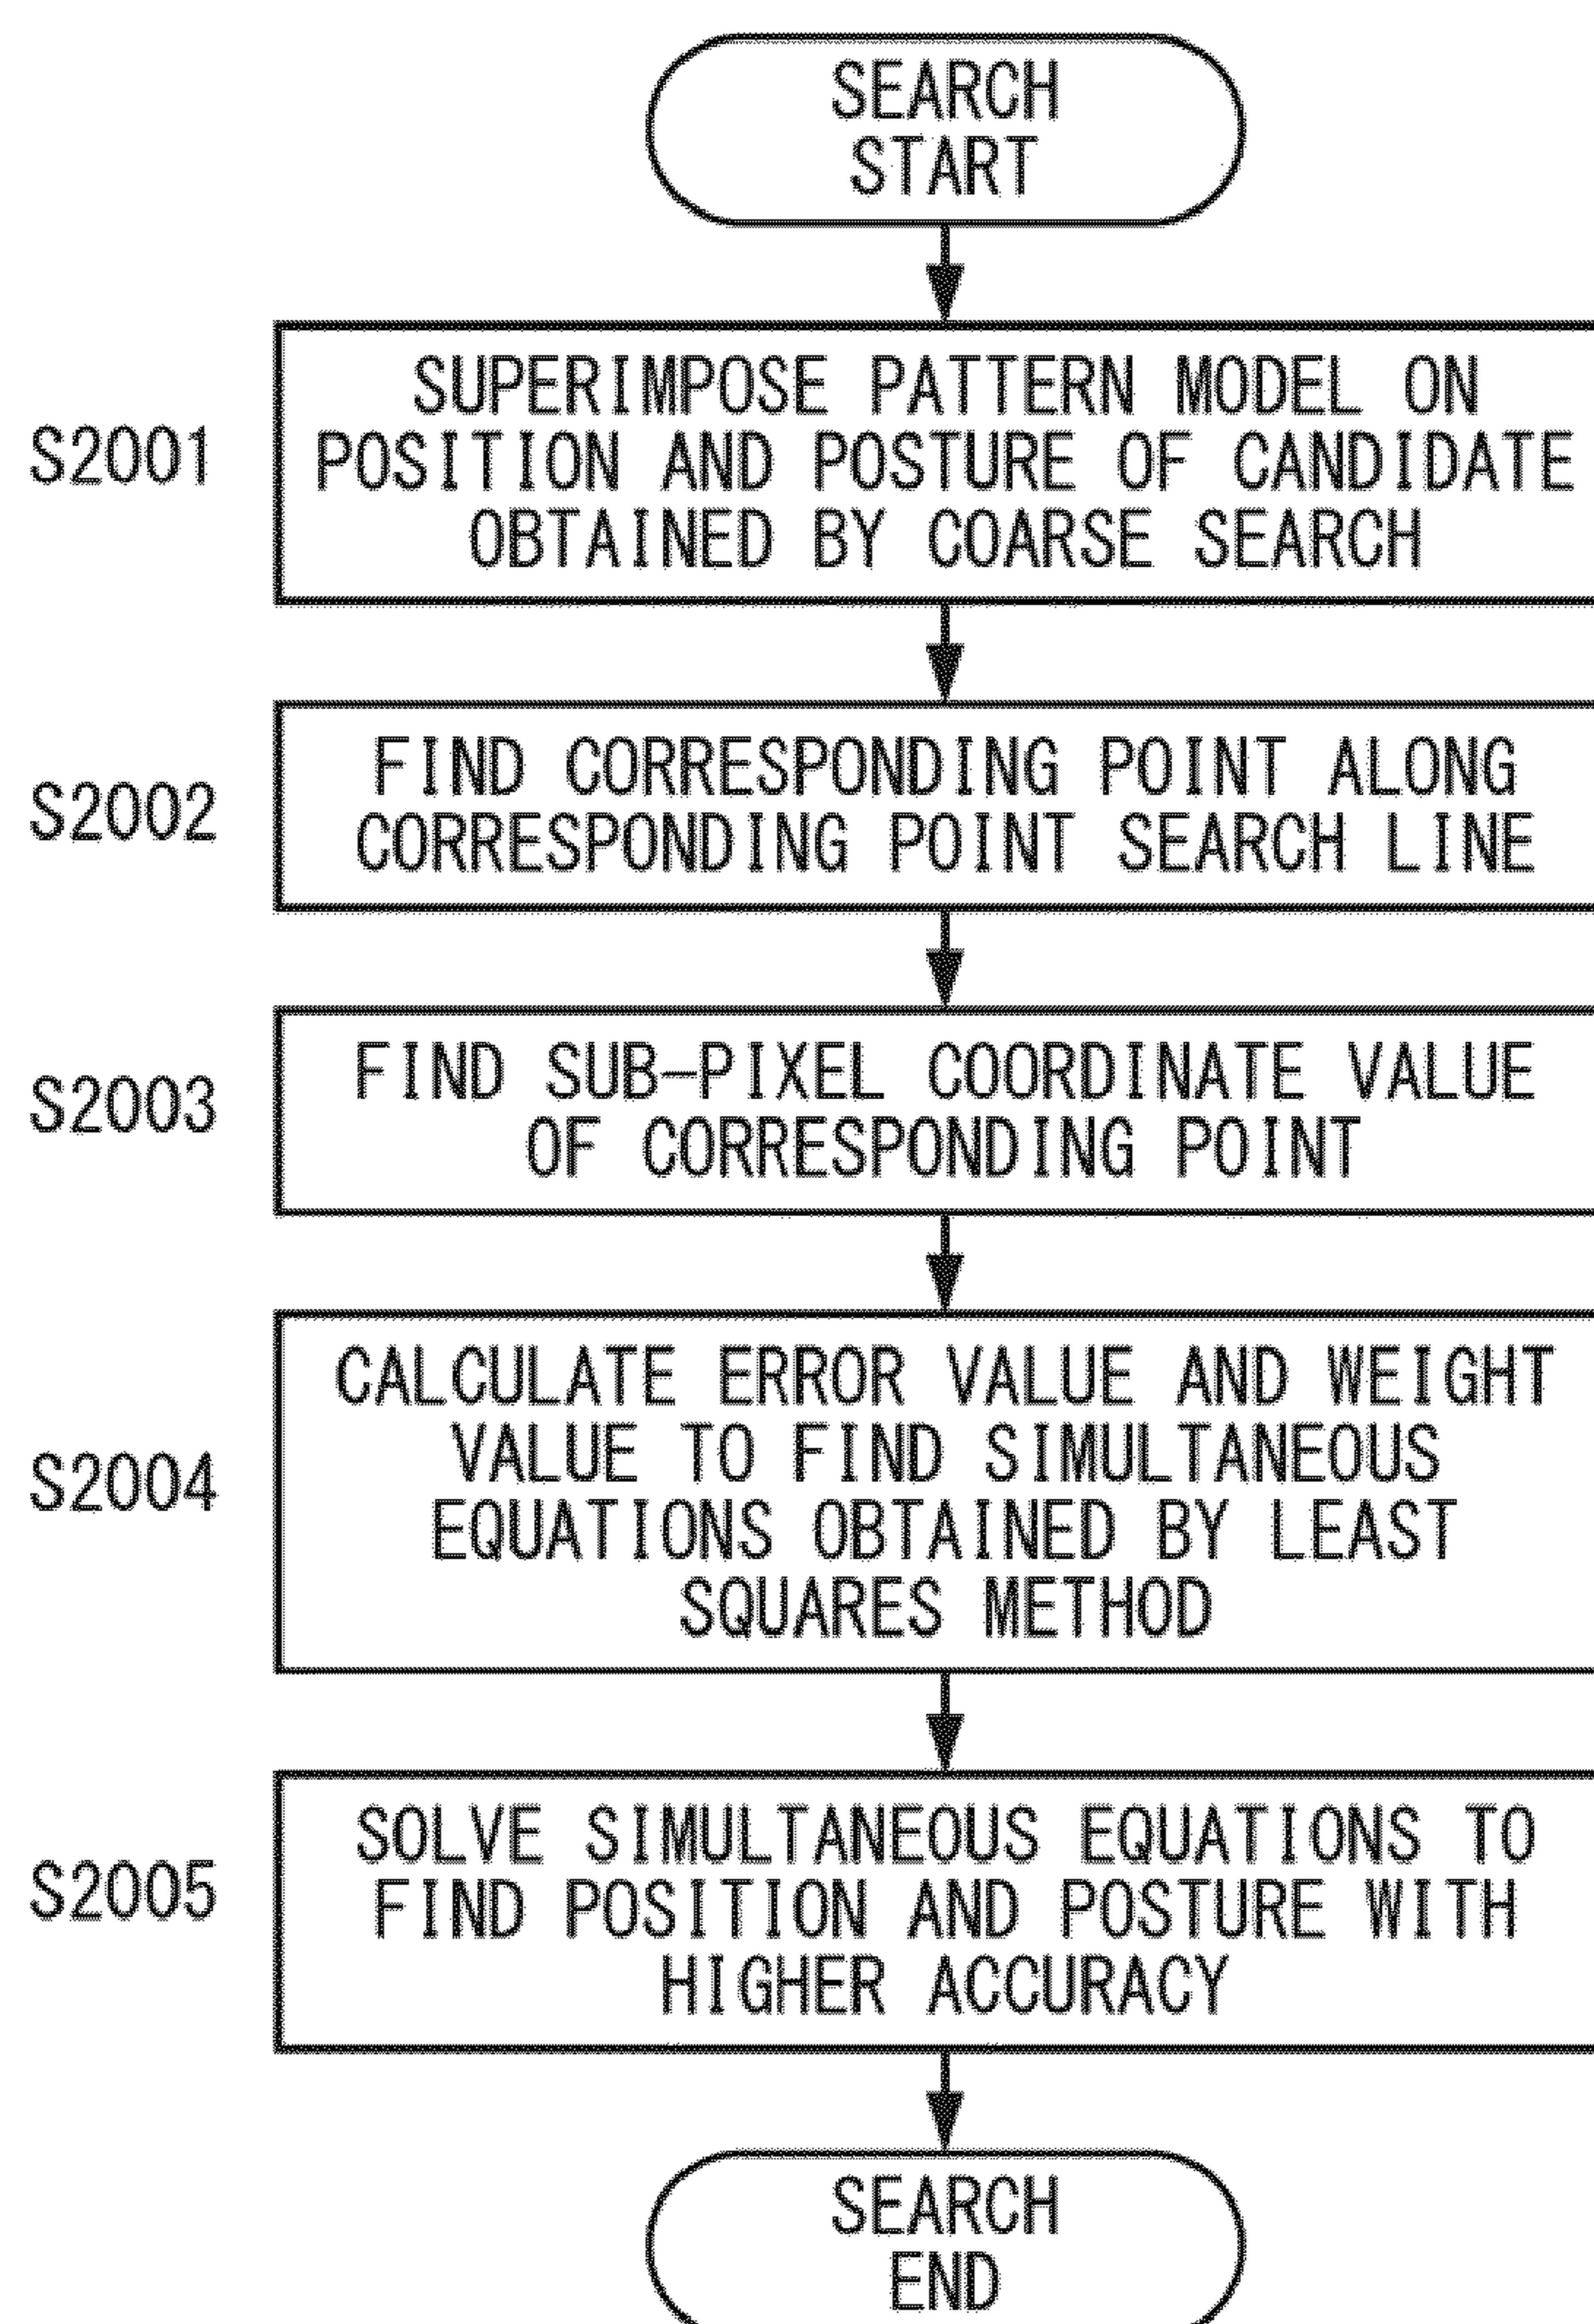 SEARCH
START
S2001
SUPERIMPOSE PATTERN MODEL ON
POSITION AND POSTURE OF CANDIDATE
OBTAINED BY COARSE SEARCH
S2002
FIND CORRESPONDING POINT ALONG
CORRESPONDING POINT SEARCH LINE
S2003
FIND SUB-PIXEL COORDINATE VALUE
OF CORRESPONDING POINT
S2004
CALCULATE ERROR VALUE AND WEIGHT
VALUE TO FIND SIMULTANEOUS
EQUATIONS OBTAINED BY LEAST
SQUARES METHOD
S2005
SOLVE SIMULTANEOUS EQUATIONS TO
FIND POSITION AND POSTURE WITH
HIGHER ACCURACY
SEARCH
END